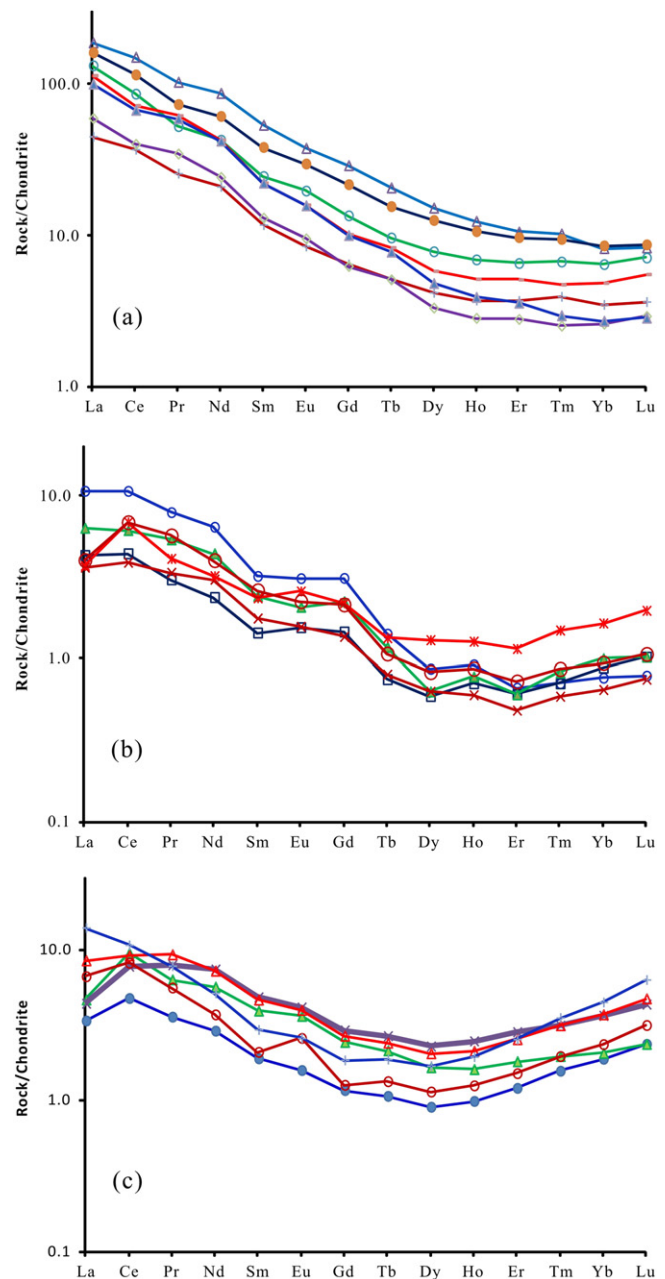 100.0
10.0
1.0
Rock/Chondrite
(a)
La Ce Pr Nd Sm Eu Gd Tb Dy Ho Er Tm Yb Lu
10.0
1.0
0.1
Rock/Chondrite
(b)
La Ce Pr Nd Sm Eu Gd Tb Dy Ho Er Tm Yb Lu
10.0
1.0
0.1
Rock/Chondrite
(c)
La Ce Pr Nd Sm Eu Gd Tb Dy Ho Er Tm Yb Lu